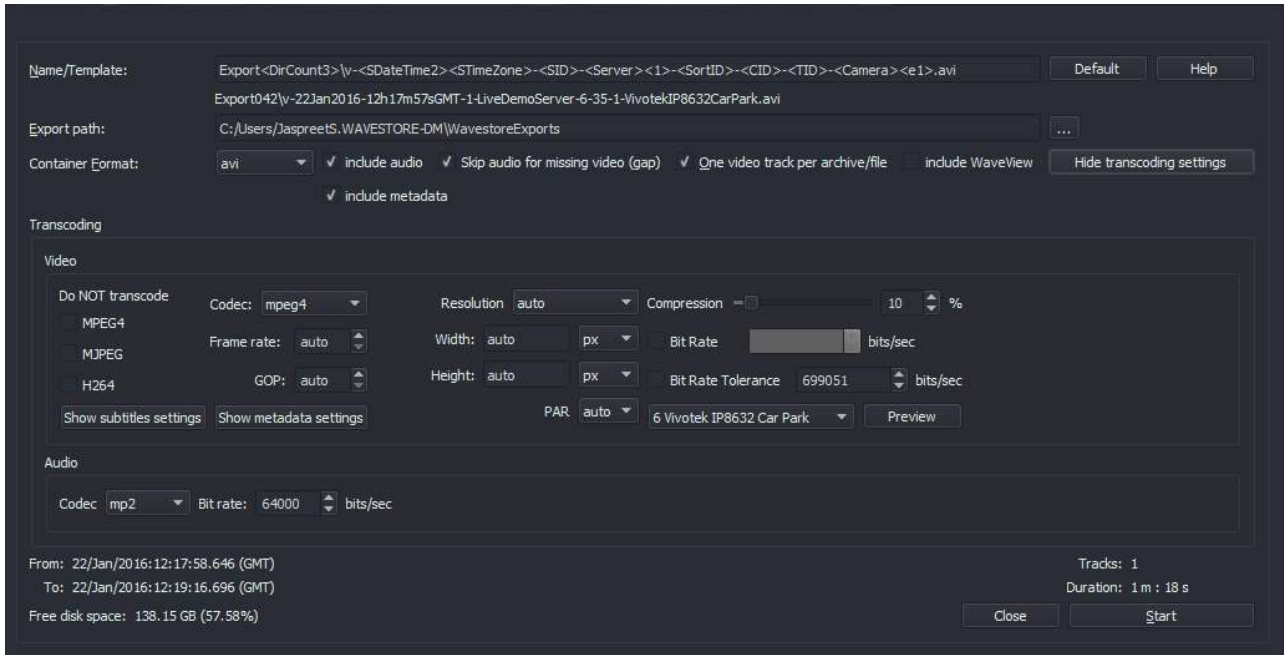 Name/Template: Export<DirCount3>\v-<SDateTime2><STimeZone>-<SID>-<Server><1>-<SortID>-<CID>-<TID>-<Camera><e1>.avi Default Help
Export042\v-22Jan2016-12h17m57sGMT-1-LiveDemoServer-6-35-1-VivotekIP8632CarPark.avi
Export path: C:/Users/JaspreetS.WAVESTORE-DM\WavestoreExports ...
Container Format: avi include audio Skip audio for missing video (gap) One video track per archive/file include WaveView Hide transcoding settings
include metadata
Transcoding
Video
Do NOT transcode Codec: mpeg4 Resolution auto Compression 10 %
MPEG4
Frame rate: auto Width: auto px Bit Rate bits/sec
MJPEG
H264 GOP: auto Height: auto px Bit Rate Tolerance 699051 bits/sec
Show subtitles settings Show metadata settings PAR auto 6 Vivotek IP8632 Car Park Preview
Audio
Codec mp2 Bit rate: 64000 bits/sec
From: 22/Jan/2016:12:17:58.646 (GMT) Tracks: 1
To: 22/Jan/2016:12:19:16.696 (GMT) Duration: 1 m : 18 s
Free disk space: 138.15 GB (57.58%) Close Start